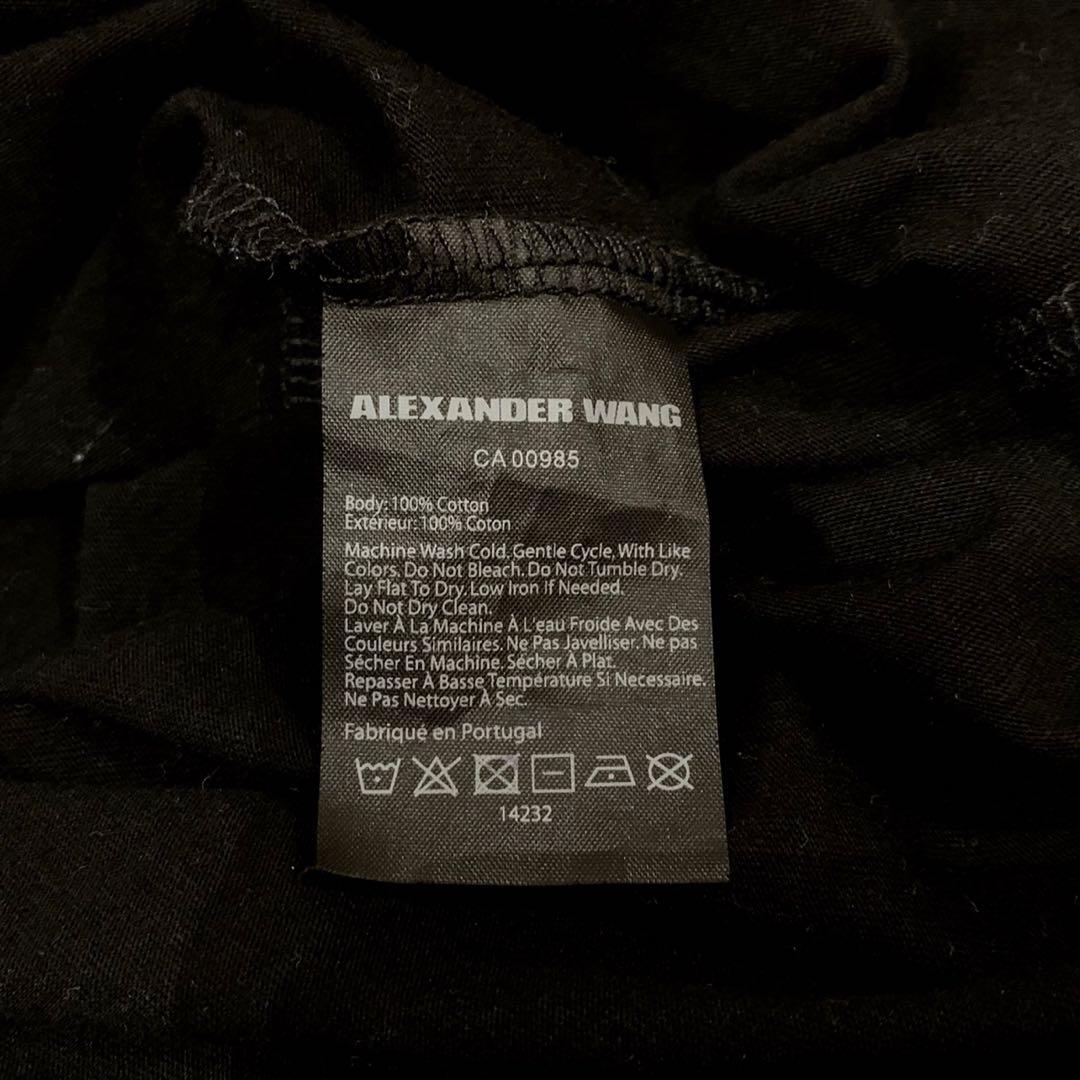 ALEXANDER WANG
CA 00985
Body: 100% Cotton
Extérieur: 100% Coton
Machine Wash Cold, Gentle Cycle, With Like
Colors. Do Not Bleach. Do Not Tumble Dry.
Lay Flat To Dry. Low Iron If Needed.
Do Not Dry Clean.
Laver À La Machine À L'eau Froide Avec Des
Couleurs Similaires. Ne Pas Javelliser. Ne pas
Sécher En Machine. Sécher À Plat.
Repasser À Basse Température Si Necessaire.
Ne Pas Nettoyer À Sec.
Fabriqué en Portugal
14232